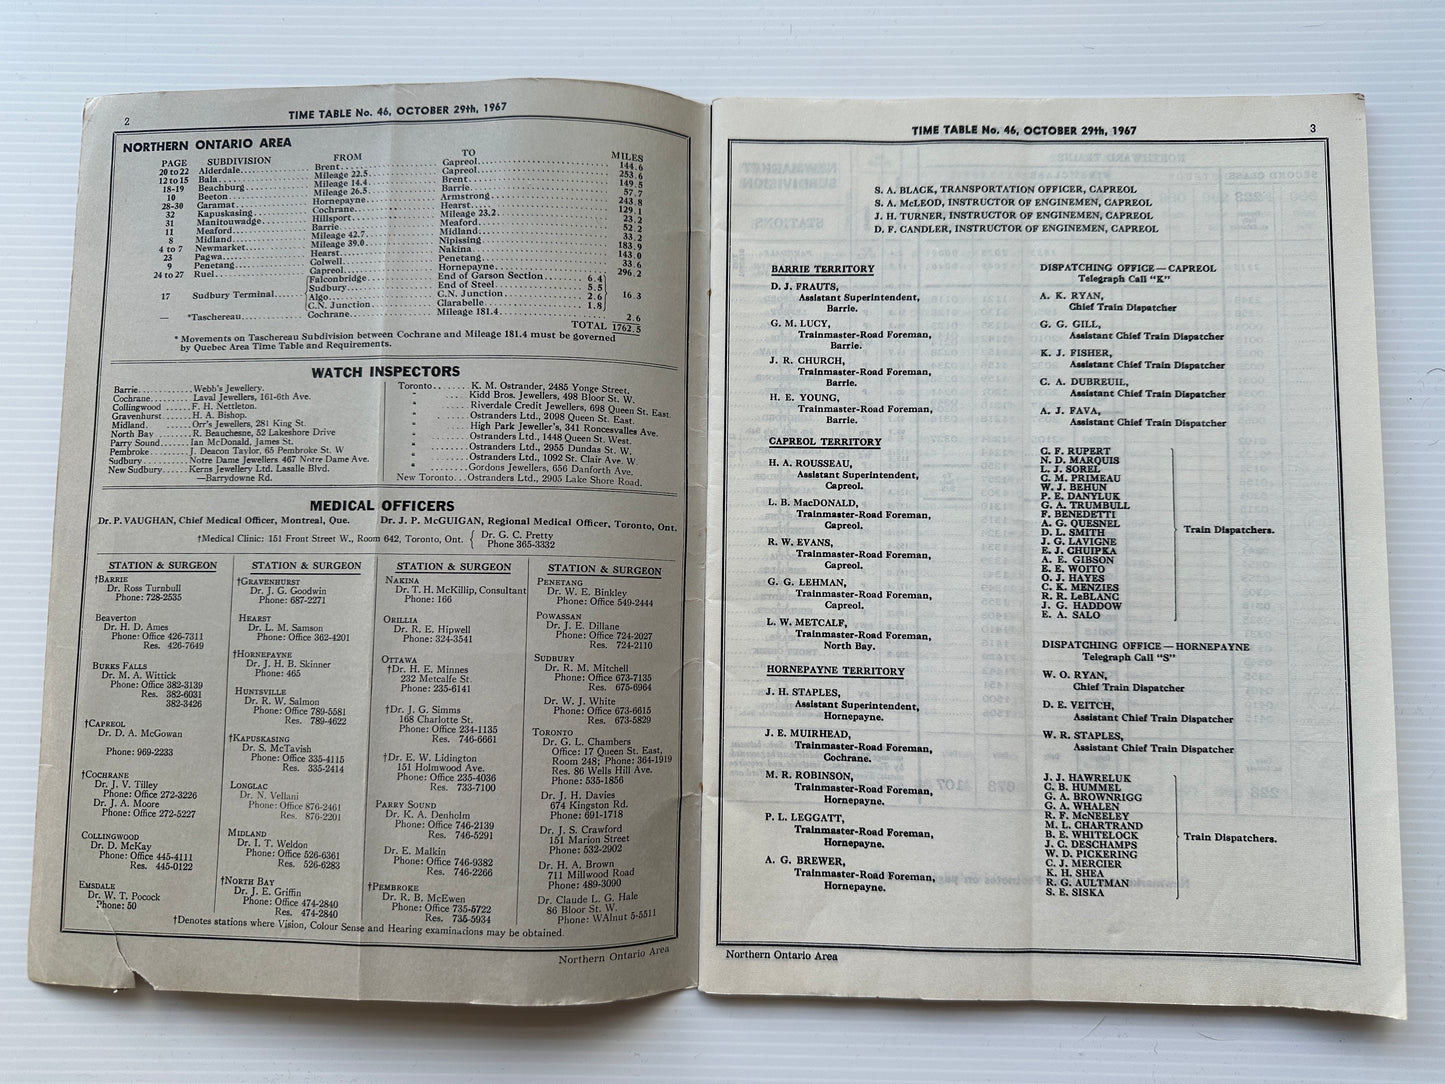 2
TIME TABLE No. 46, OCTOBER 29th, 1967
NORTHERN ONTARIO AREA
PAGE SUBDIVISION FROM TO MILES
20 to 22 Alderdale Brent Capreol 144.6
12 to 15 Bala Mileage 22.5 Capreol 253.6
18-19 Beachburg Mileage 14.4 Brent 149.5
10 Beeton Mileage 26.5 Barrie 57.7
28-30 Caramat Hornepayne Armstrong 243.8
32 Kapuskasing Cochrane Hearst 129.1
31 Manitouwadge Hillsport Mileage 23.2 23.2
11 Meaford Barrie Meaford 52.2
8 Midland Mileage 42.7 Midland 33.2
4 to 7 Newmarket Mileage 39.0 Nipissing 183.9
23 Pagwa Hearst Nakina 143.0
9 Penetang Colwell Penetang 33.6
24 to 27 Ruel Capreol Hornepayne 296.2
17 Sudbury Terminal Falconbridge End of Garson Section 6.4
Sudbury End of Steel 5.5
Algo C.N. Junction 2.6 16.3
C.N. Junction Clarabelle 1.8
— *Taschereau Cochrane Mileage 181.4 2.6
TOTAL 1762.5
* Movements on Taschereau Subdivision between Cochrane and Mileage 181.4 must be governed
by Quebec Area Time Table and Requirements.
WATCH INSPECTORS
Barrie Webb's Jewellery.
Cochrane Laval Jewellers, 161-6th Ave.
Collingwood F. H. Nettleton.
Gravenhurst H. A. Bishop.
Midland Orr's Jewellers, 281 King St.
North Bay R. Beauchesne, 52 Lakeshore Drive
Parry Sound Ian McDonald, James St.
Pembroke J. Deacon Taylor, 65 Pembroke St. W
Sudbury Notre Dame Jewellers 467 Notre Dame Ave.
New Sudbury Kerns Jewellery Ltd. Lasalle Blvd.
—Barrydowne Rd.
Toronto K. M. Ostrander, 2485 Yonge Street.
" Kidd Bros. Jewellers, 498 Bloor St. W.
" Riverdale Credit Jewellers, 698 Queen St. East.
" Ostranders Ltd., 2098 Queen St. East.
" High Park Jeweller's, 341 Roncesvalles Ave.
" Ostranders Ltd., 1448 Queen St. West.
" Ostranders Ltd., 2955 Dundas St. W.
" Ostranders Ltd., 1092 St. Clair Ave. W.
" Gordons Jewellers, 656 Danforth Ave.
New Toronto Ostranders Ltd., 2905 Lake Shore Road.
MEDICAL OFFICERS
Dr. P. VAUGHAN, Chief Medical Officer, Montreal, Que. Dr. J. P. McGUIGAN, Regional Medical Officer, Toronto, Ont.
†Medical Clinic: 151 Front Street W., Room 642, Toronto, Ont. Dr. G. C. Pretty
Phone 365-3332
STATION & SURGEON
†BARRIE
Dr. Ross Turnbull
Phone: 728-2535
Beaverton
Dr. H. D. Ames
Phone: Office 426-7311
Res. 426-7649
BURKS FALLS
Dr. M. A. Wittick
Phone: Office 382-3139
Res. 382-6031
382-3426
†CAPREOL
Dr. D. A. McGowan
Phone: 969-2233
†COCHRANE
Dr. J. V. Tilley
Phone: Office 272-3226
Dr. J. A. Moore
Phone: Office 272-5227
COLLINGWOOD
Dr. D. McKay
Phone: Office 445-4111
Res. 445-0122
EMSDALE
Dr. W. T. Pocock
Phone: 50
STATION & SURGEON
†GRAVENHURST
Dr. J. G. Goodwin
Phone: 687-2271
HEARST
Dr. L. M. Samson
Phone: Office 362-4201
†HORNEPAYNE
Dr. J. H. B. Skinner
Phone: 465
HUNTSVILLE
Dr. R. W. Salmon
Phone: Office 789-5581
Res. 789-4622
†KAPUSKASING
Dr. S. McTavish
Phone: Office 335-4115
Res. 335-2414
LONGLAC
Dr. N. Vellani
Phone: Office 876-2461
Res. 876-2201
MIDLAND
Dr. I. T. Weldon
Phone: Office 526-6361
Res. 526-6283
†NORTH BAY
Dr. J. E. Griffin
Phone: Office 474-2840
Res. 474-2840
STATION & SURGEON
NAKINA
Dr. T. H. McKillip, Consultant
Phone: 166
ORILLIA
Dr. R. E. Hipwell
Phone: 324-3541
OTTAWA
†Dr. H. E. Minnes
232 Metcalfe St.
Phone: 235-6141
†Dr. J. G. Simms
168 Charlotte St.
Phone: Office 234-1135
Res. 746-6661
†Dr. E. W. Lidington
151 Holmwood Ave.
Phone: Office 235-4036
Res. 733-7100
PARRY SOUND
Dr. K. A. Denholm
Phone: Office 746-2139
Res. 746-5291
Dr. E. Malkin
Phone: Office 746-9382
Res. 746-2266
†PEMBROKE
Dr. R. B. McEwen
Phone: Office 735-5722
Res. 735-5934
STATION & SURGEON
PENETANG
Dr. W. E. Binkley
Phone: Office 549-2444
POWASSAN
Dr. J. E. Dillane
Phone: Office 724-2027
Res. 724-2110
SUDBURY
Dr. R. M. Mitchell
Phone: Office 673-7135
Res. 675-6964
Dr. W. J. White
Phone: Office 673-6615
Res. 673-5829
TORONTO
Dr. G. L. Chambers
Office: 17 Queen St. East,
Room 248; Phone: 364-1919
Res. 86 Wells Hill Ave.
Phone: 535-1856
Dr. J. H. Davies
674 Kingston Rd.
Phone: 691-1718
Dr. J. S. Crawford
151 Marion Street
Phone: 532-2902
Dr. H. A. Brown
711 Millwood Road
Phone: 489-3090
Dr. Claude L. G. Hale
86 Bloor St. W.
Phone: WAlnut 5-5511
†Denotes stations where Vision, Colour Sense and Hearing examinations may be obtained.
Northern Ontario Area
TIME TABLE No. 46, OCTOBER 29th, 1967
3
S. A. BLACK, TRANSPORTATION OFFICER, CAPREOL
S. A. McLEOD, INSTRUCTOR OF ENGINEMEN, CAPREOL
J. H. TURNER, INSTRUCTOR OF ENGINEMEN, CAPREOL
D. F. CANDLER, INSTRUCTOR OF ENGINEMEN, CAPREOL
BARRIE TERRITORY
D. J. FRAUTS,
Assistant Superintendent,
Barrie.
G. M. LUCY,
Trainmaster-Road Foreman,
Barrie.
J. R. CHURCH,
Trainmaster-Road Foreman,
Barrie.
H. E. YOUNG,
Trainmaster-Road Foreman,
Barrie.
CAPREOL TERRITORY
H. A. ROUSSEAU,
Assistant Superintendent,
Capreol.
L. B. MacDONALD,
Trainmaster-Road Foreman,
Capreol.
R. W. EVANS,
Trainmaster-Road Foreman,
Capreol.
G. G. LEHMAN,
Trainmaster-Road Foreman,
Capreol.
L. W. METCALF,
Trainmaster-Road Foreman,
North Bay.
HORNEPAYNE TERRITORY
J. H. STAPLES,
Assistant Superintendent,
Hornepayne.
J. E. MUIRHEAD,
Trainmaster-Road Foreman,
Cochrane.
M. R. ROBINSON,
Trainmaster-Road Foreman,
Hornepayne.
P. L. LEGGATT,
Trainmaster-Road Foreman,
Hornepayne.
A. G. BREWER,
Trainmaster-Road Foreman,
Hornepayne.
DISPATCHING OFFICE — CAPREOL
Telegraph Call "K"
A. K. RYAN,
Chief Train Dispatcher
G. G. GILL,
Assistant Chief Train Dispatcher
K. J. FISHER,
Assistant Chief Train Dispatcher
C. A. DUBREUIL,
Assistant Chief Train Dispatcher
A. J. FAVA,
Assistant Chief Train Dispatcher
C. F. RUPERT
N. D. MARQUIS
L. J. SOREL
C. M. PRIMEAU
W. J. BEHUN
P. E. DANYLUK
G. A. TRUMBULL
F. BENEDETTI
A. G. QUESNEL
D. L. SMITH
J. G. LAVIGNE
E. J. CHUIPKA
A. E. GIBSON
E. E. WOITO
O. J. HAYES
C. K. MENZIES
R. R. LeBLANC
J. G. HADDOW
E. A. SALO
Train Dispatchers.
DISPATCHING OFFICE — HORNEPAYNE
Telegraph Call "S"
W. O. RYAN,
Chief Train Dispatcher
D. E. VEITCH,
Assistant Chief Train Dispatcher
W. R. STAPLES,
Assistant Chief Train Dispatcher
J. J. HAWRELUK
C. B. HUMMEL
G. A. BROWNRIGG
G. A. WHALEN
R. F. McNEELEY
M. L. CHARTRAND
B. E. WHITELOCK
J. C. DESCHAMPS
W. D. PICKERING
C. J. MERCIER
K. H. SHEA
R. G. AULTMAN
S. E. SISKA
Train Dispatchers.
Northern Ontario Area